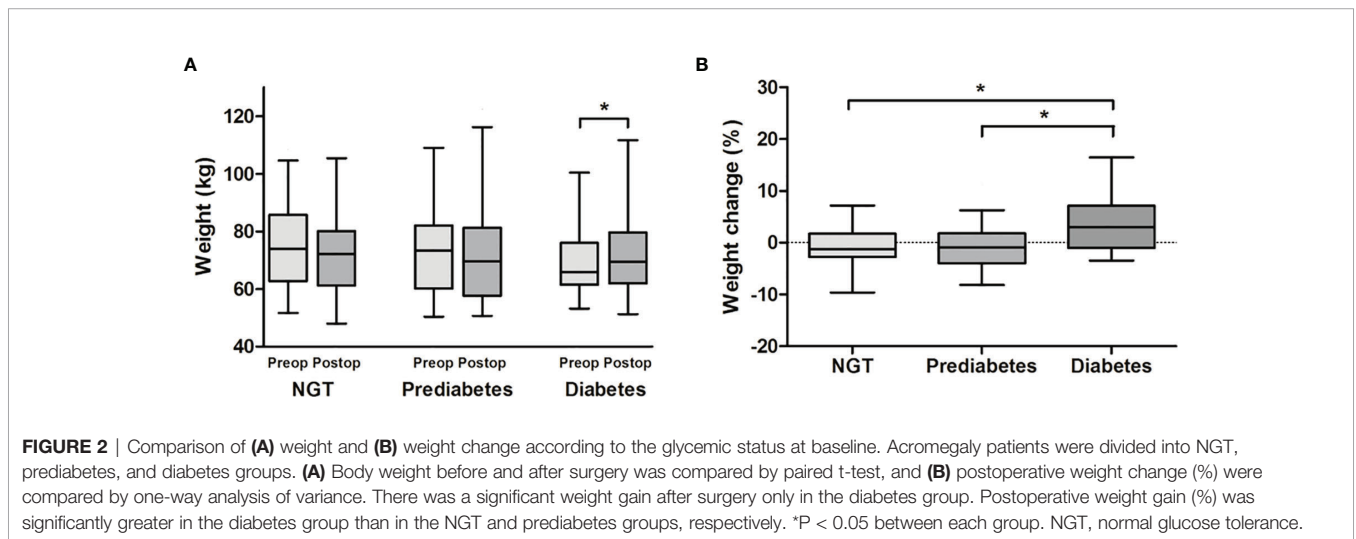 A
B
*
Weight (kg)
120
100
80
60
40
Preop Postop
Preop Postop
Preop Postop
NGT
Prediabetes
Diabetes
*
*
Weight change (%)
30
20
10
0
-10
-20
NGT
Prediabetes
Diabetes
FIGURE 2 | Comparison of (A) weight and (B) weight change according to the glycemic status at baseline. Acromegaly patients were divided into NGT,
prediabetes, and diabetes groups. (A) Body weight before and after surgery was compared by paired t-test, and (B) postoperative weight change (%) were
compared by one-way analysis of variance. There was a significant weight gain after surgery only in the diabetes group. Postoperative weight gain (%) was
significantly greater in the diabetes group than in the NGT and prediabetes groups, respectively. *P < 0.05 between each group. NGT, normal glucose tolerance.